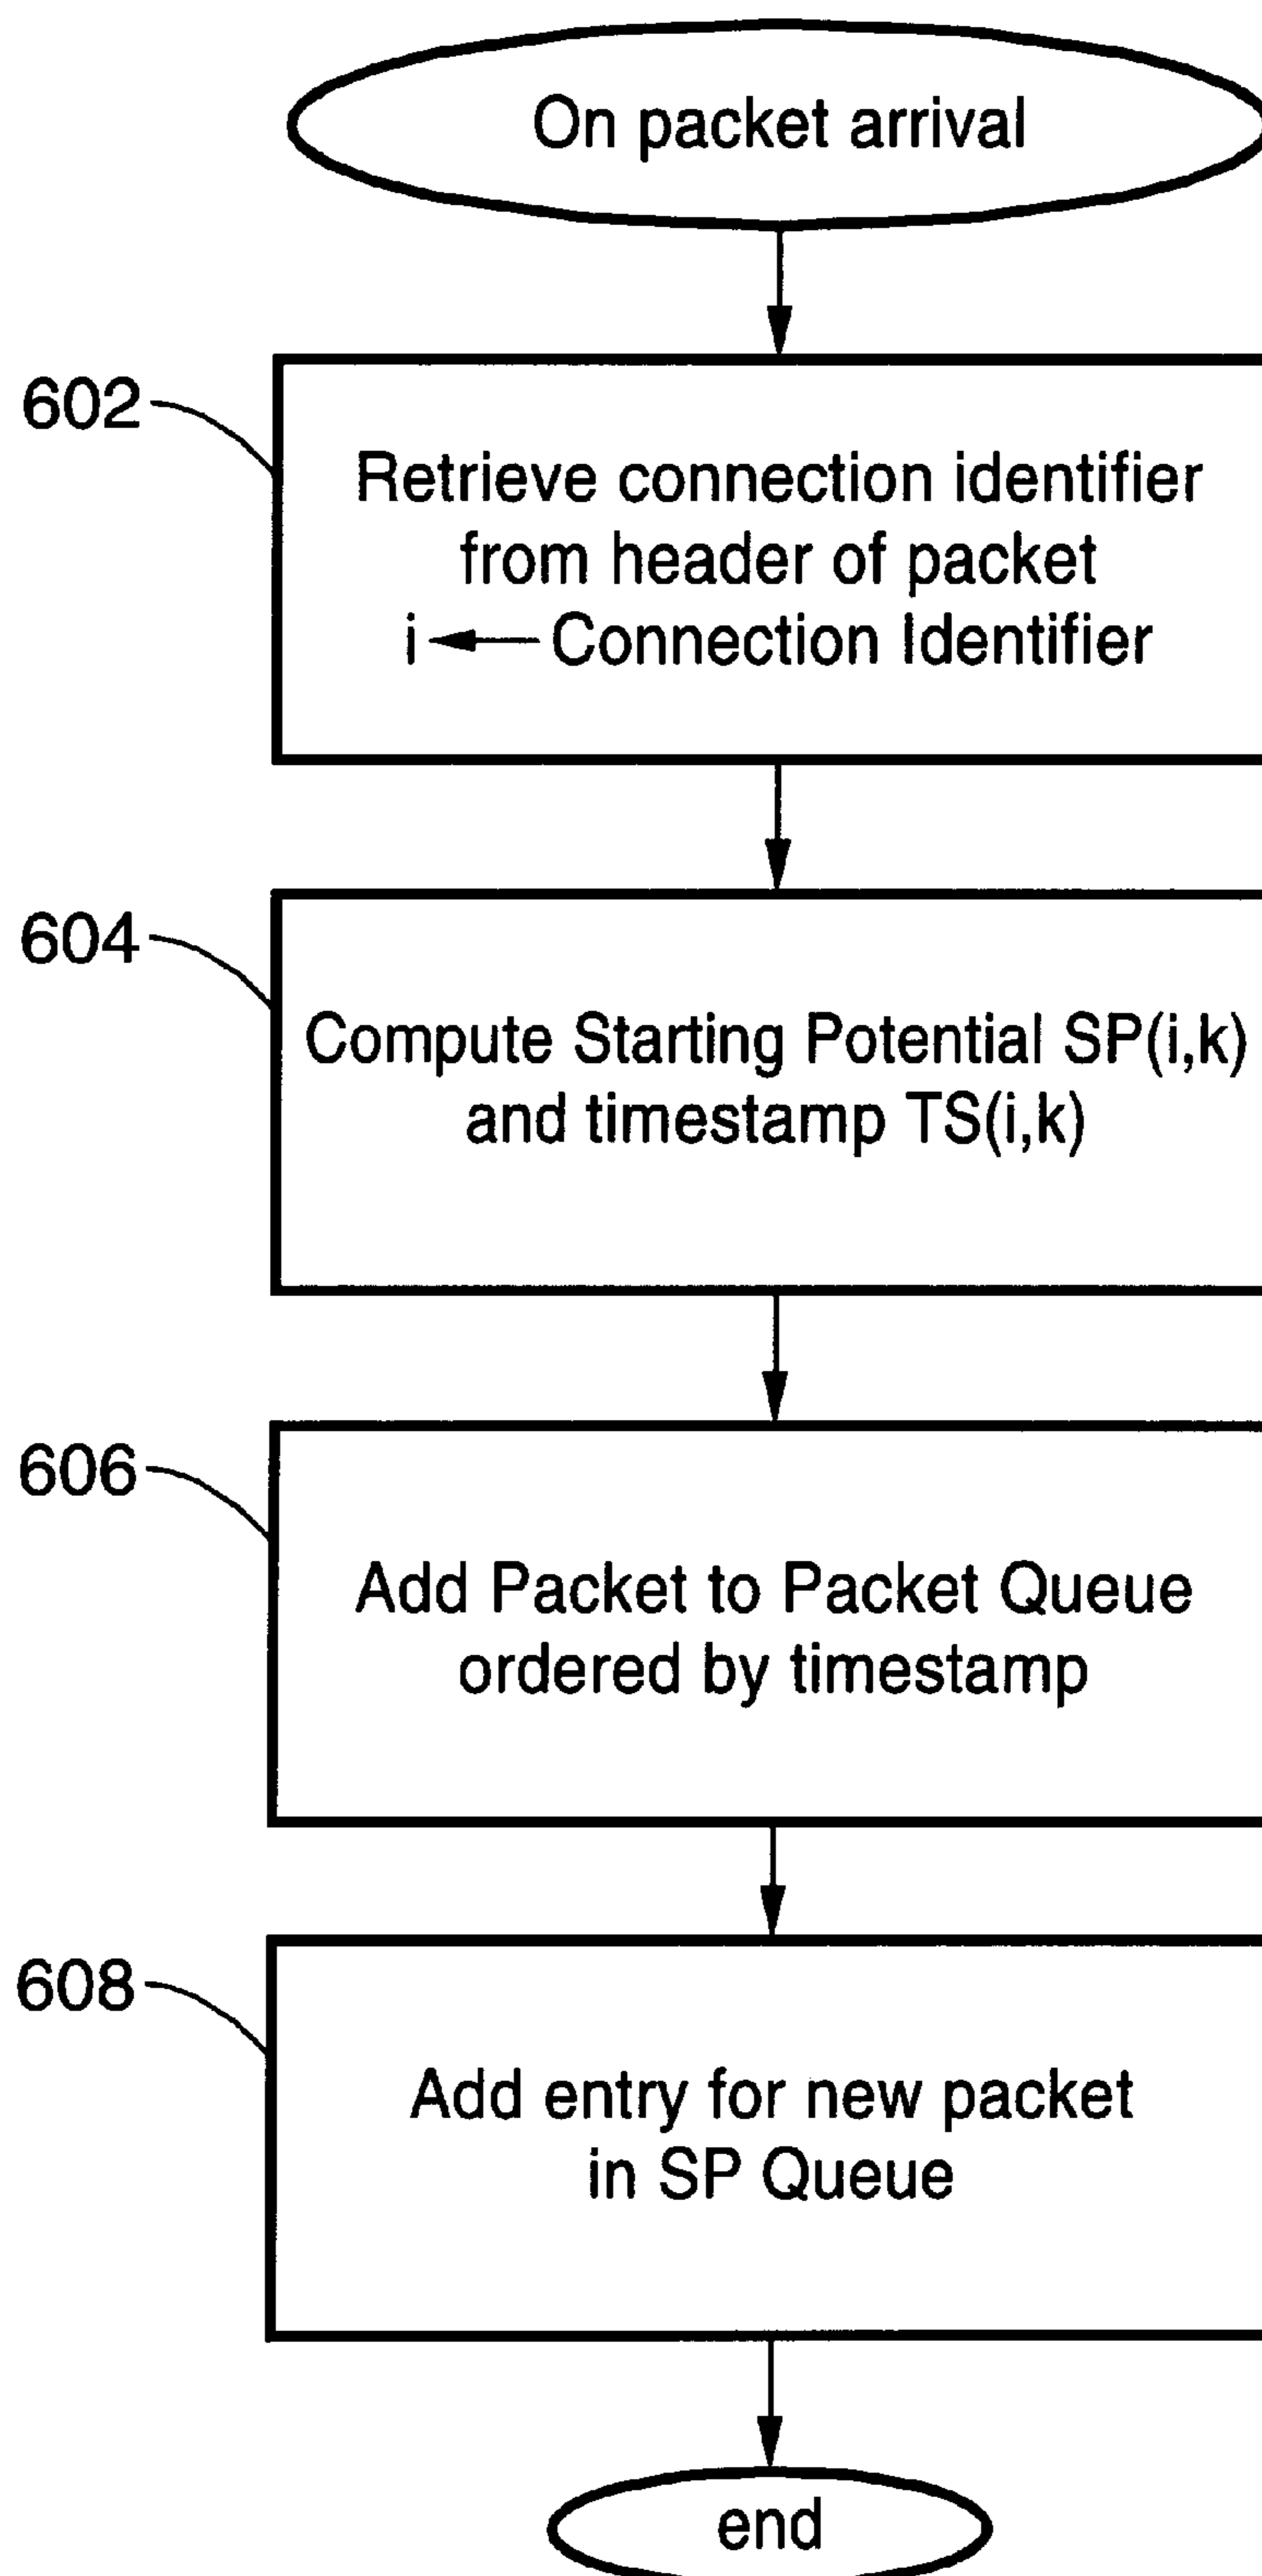 On packet arrival
602
Retrieve connection identifier
from header of packet
i ← Connection Identifier
604
Compute Starting Potential SP(i,k)
and timestamp TS(i,k)
606
Add Packet to Packet Queue
ordered by timestamp
608
Add entry for new packet
in SP Queue
end